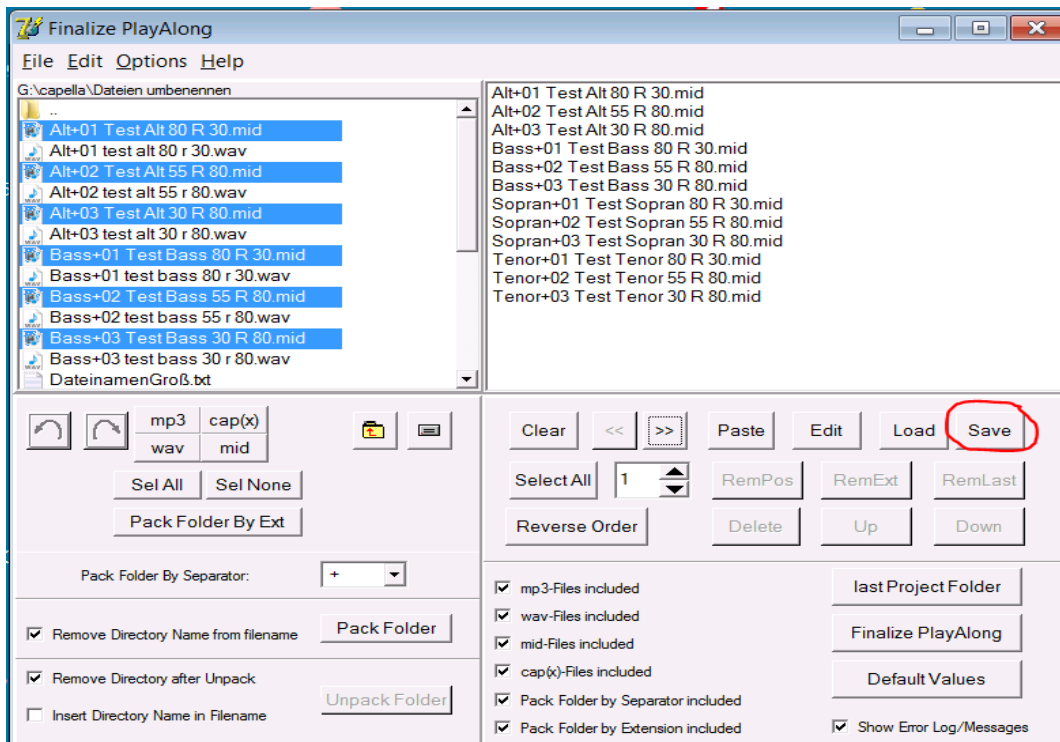 Finalize PlayAlong
File Edit Options Help
G:\capella\Dateien umbenennen
..
Alt+01 Test Alt 80 R 30.mid
Alt+01 test alt 80 r 30.wav
Alt+02 Test Alt 55 R 80.mid
Alt+02 test alt 55 r 80.wav
Alt+03 Test Alt 30 R 80.mid
Alt+03 test alt 30 r 80.wav
Bass+01 Test Bass 80 R 30.mid
Bass+01 test bass 80 r 30.wav
Bass+02 Test Bass 55 R 80.mid
Bass+02 test bass 55 r 80.wav
Bass+03 Test Bass 30 R 80.mid
Bass+03 test bass 30 r 80.wav
DateinamenGroß.txt
Alt+01 Test Alt 80 R 30.mid
Alt+02 Test Alt 55 R 80.mid
Alt+03 Test Alt 30 R 80.mid
Bass+01 Test Bass 80 R 30.mid
Bass+02 Test Bass 55 R 80.mid
Bass+03 Test Bass 30 R 80.mid
Sopran+01 Test Sopran 80 R 30.mid
Sopran+02 Test Sopran 55 R 80.mid
Sopran+03 Test Sopran 30 R 80.mid
Tenor+01 Test Tenor 80 R 30.mid
Tenor+02 Test Tenor 55 R 80.mid
Tenor+03 Test Tenor 30 R 80.mid
mp3 cap(x)
wav mid
Sel All Sel None
Pack Folder By Ext
Pack Folder By Separator: +
Remove Directory Name from filename Pack Folder
Remove Directory after Unpack
Unpack Folder
Insert Directory Name in Filename
Clear << >> Paste Edit Load Save
Select All 1 RemPos RemExt RemLast
Reverse Order Delete Up Down
mp3-Files included
wav-Files included
mid-Files included
cap(x)-Files included
Pack Folder by Separator included
Pack Folder by Extension included
last Project Folder
Finalize PlayAlong
Default Values
Show Error Log/Messages